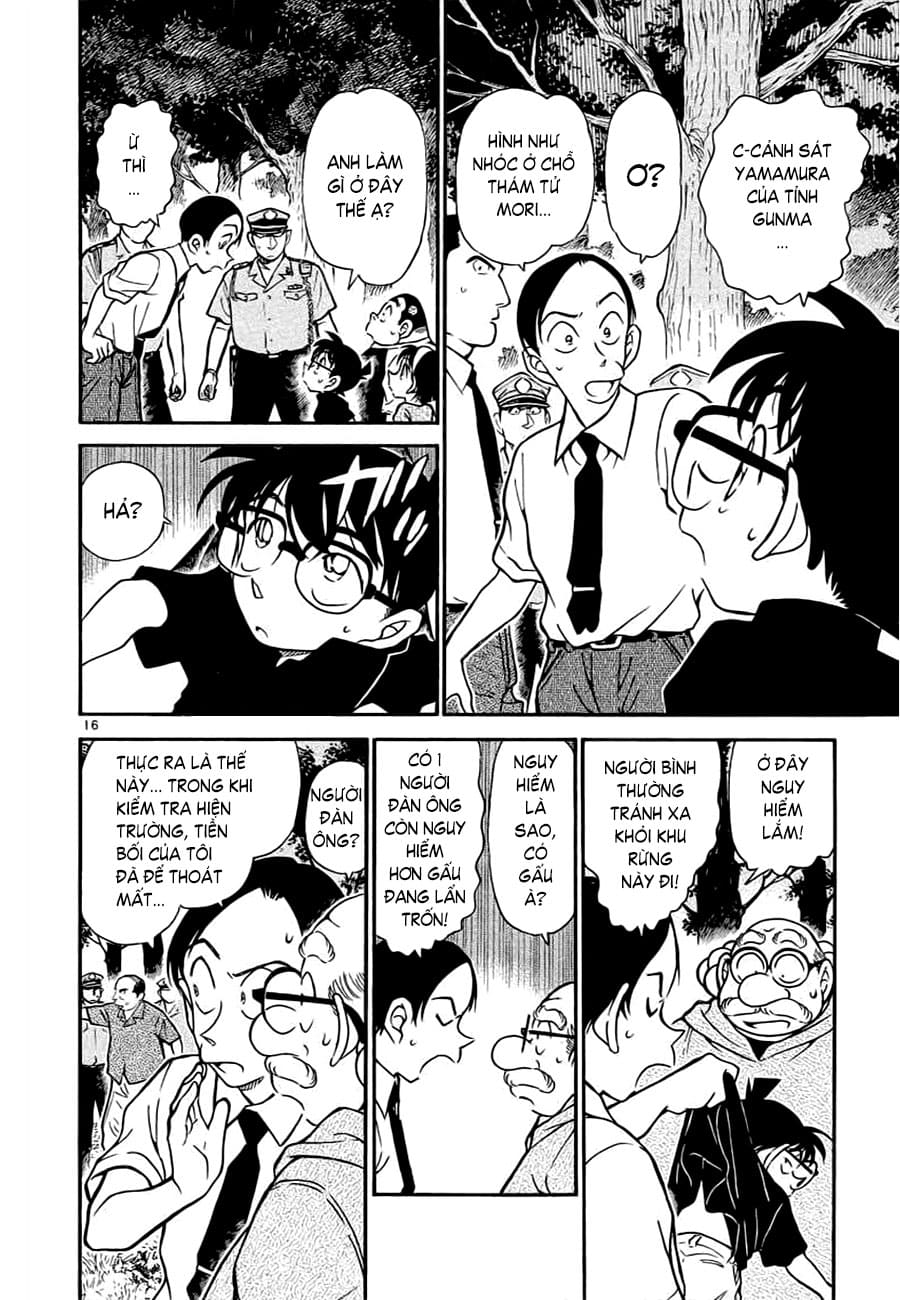 C-CẢNH SÁT
YAMAMURA
CỦA TỈNH
GUNMA
...
Ơ?
HÌNH NHƯ
NHÓC Ở CHỖ
THÁM TỬ
MORI...
ANH LÀM
GÌ Ở ĐÂY
THẾ Ạ?
Ừ
THÌ
...
HẢ?
ガシ
16
Ở ĐÂY
NGUY
HIỂM
LẮM!
NGƯỜI BÌNH
THƯỜNG
TRÁNH XA
KHỎI KHU
RỪNG
NÀY ĐI!
NGUY
HIỂM
LÀ
SAO,
CÓ
GẤU
À?
CÓ 1
NGƯỜI
ĐÀN ÔNG
CÒN NGUY
HIỂM
HƠN GẤU
ĐANG LẨN
TRỐN!
NGƯỜI
ĐÀN
ÔNG?
THỰC RA LÀ THẾ
NÀY... TRONG KHI
KIỂM TRA HIỆN
TRƯỜNG, TIỀN
BỐI CỦA TÔI
ĐÃ ĐỂ THOÁT
MẤT...